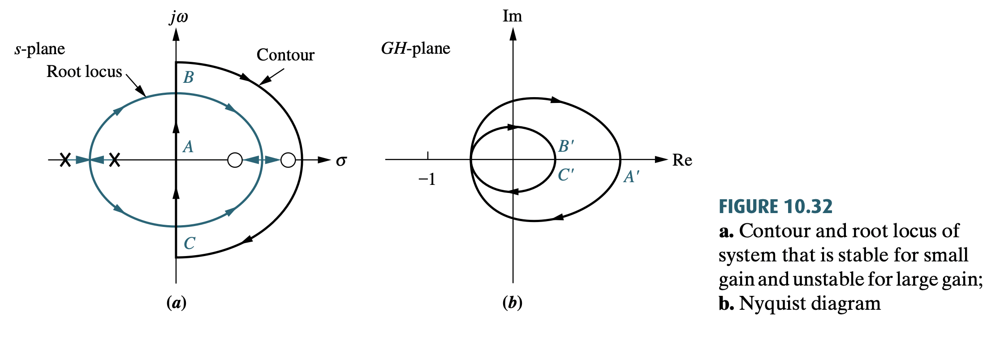 jω
s-plane
Contour
Root locus
B
A
σ
C
(a)
Im
GH-plane
B′
Re
C′
A′
−1
(b)
FIGURE 10.32
a. Contour and root locus of
system that is stable for small
gain and unstable for large gain;
b. Nyquist diagram